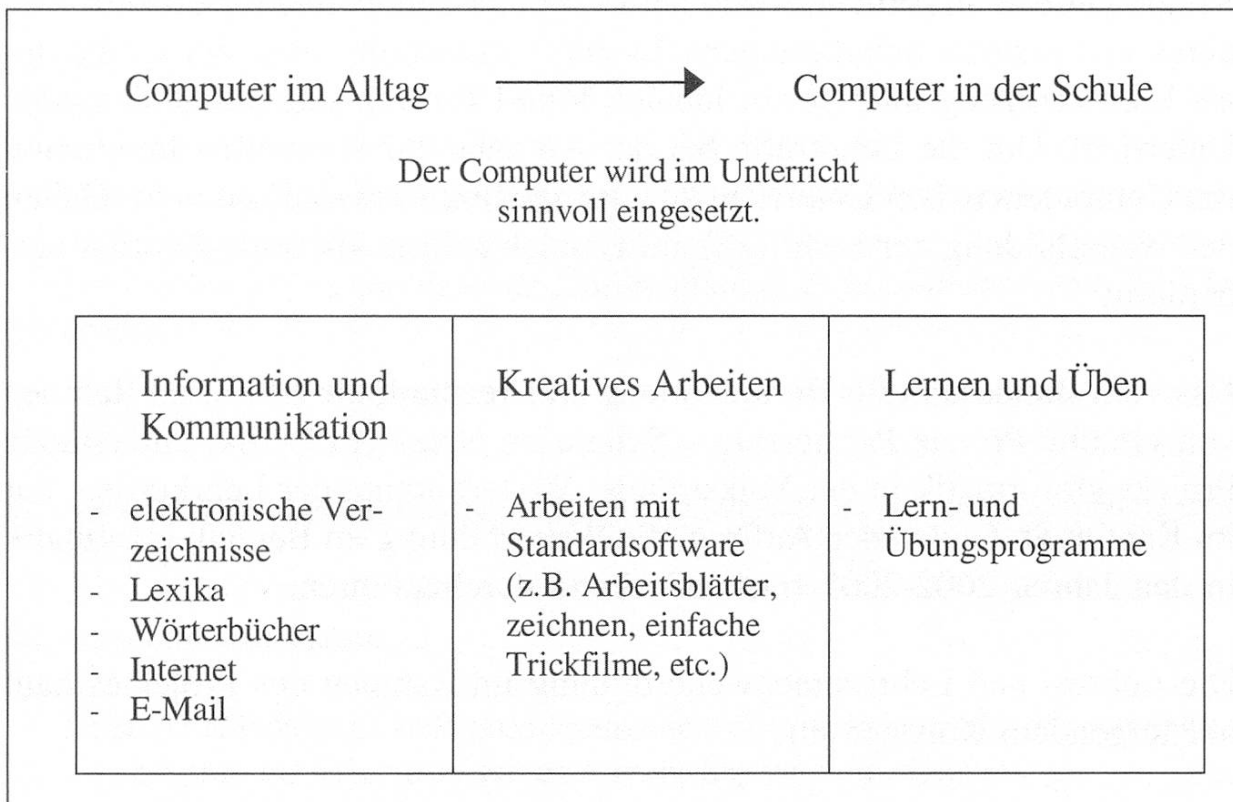 Computer im Alltag Computer in der Schule
Der Computer wird im Unterricht
sinnvoll eingesetzt.
Information und
Kommunikation
- elektronische Ver-
zeichnisse
- Lexika
- Wörterbücher
- Internet
- E-Mail
Kreatives Arbeiten
- Arbeiten mit
Standardsoftware
(z.B. Arbeitsblätter,
zeichnen, einfache
Trickfilme, etc.)
Lernen und Üben
- Lern- und
Übungsprogramme